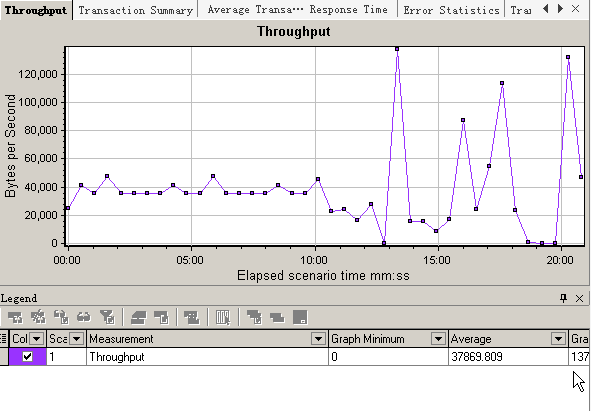 Throughput Transaction Summary Average Transa··· Response Time Error Statistics Tra
Throughput
Bytes per Second
120,000
100,000
80,000
60,000
40,000
20,000
0
00:00 05:00 10:00 15:00 20:00
Elapsed scenario time mm:ss
Legend
Col Sca Measurement Graph Minimum Average Gra
1 Throughput 0 37869.809 137